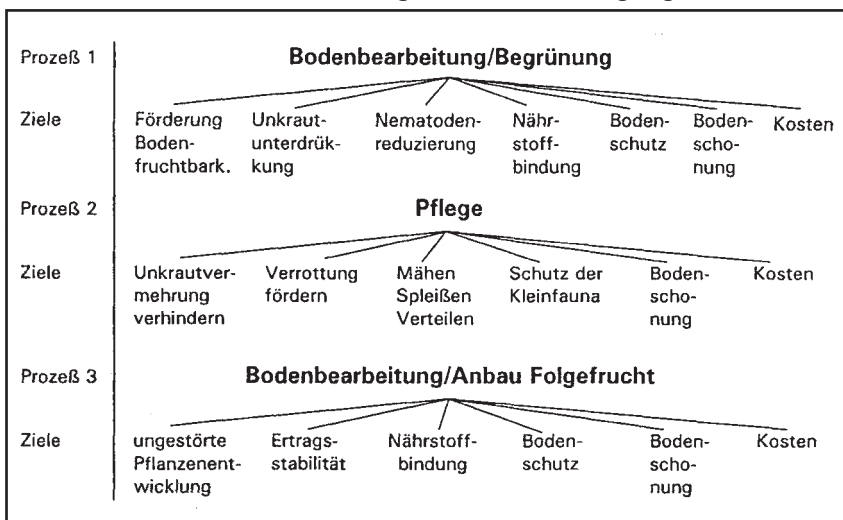 Prozeß 1 Bodenbearbeitung/Begrünung
Ziele Förderung Unkraut- Nematoden- Nähr- Boden- Boden- Kosten
Boden- unterdrük- reduzierung stoff- schutz scho-
fruchtbark. kung bindung nung
Prozeß 2 Pflege
Ziele Unkrautver- Verrottung Mähen Schutz der Boden- Kosten
mehrung fördern Spleißen Kleinfauna scho-
verhindern Verteilen nung
Prozeß 3 Bodenbearbeitung/Anbau Folgefrucht
Ziele ungestörte Ertrags- Nährstoff- Boden- Boden- Kosten
Pflanzenent- stabilität bindung schutz scho-
wicklung nung